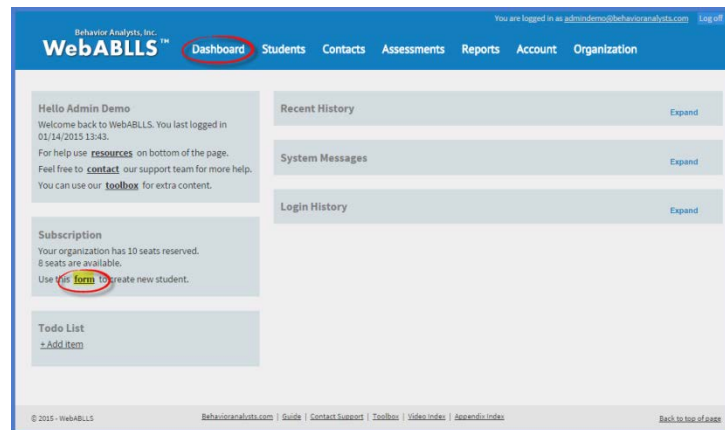 You are logged in as admindemo@behavioranalysts.com Log off
Behavior Analysts, Inc.
WebABLLS™ Dashboard Students Contacts Assessments Reports Account Organization
Hello Admin Demo
Welcome back to WebABLLS. You last logged in
01/14/2015 13:43.
For help use resources on bottom of the page.
Feel free to contact our support team for more help.
You can use our toolbox for extra content.
Subscription
Your organization has 10 seats reserved.
8 seats are available.
Use this form to create new student.
Todo List
+ Add item
Recent History Expand
System Messages Expand
Login History Expand
© 2015 - WebABLLS Behavioranalysts.com | Guide | Contact Support | Toolbox | Video Index | Appendix Index Back to top of page